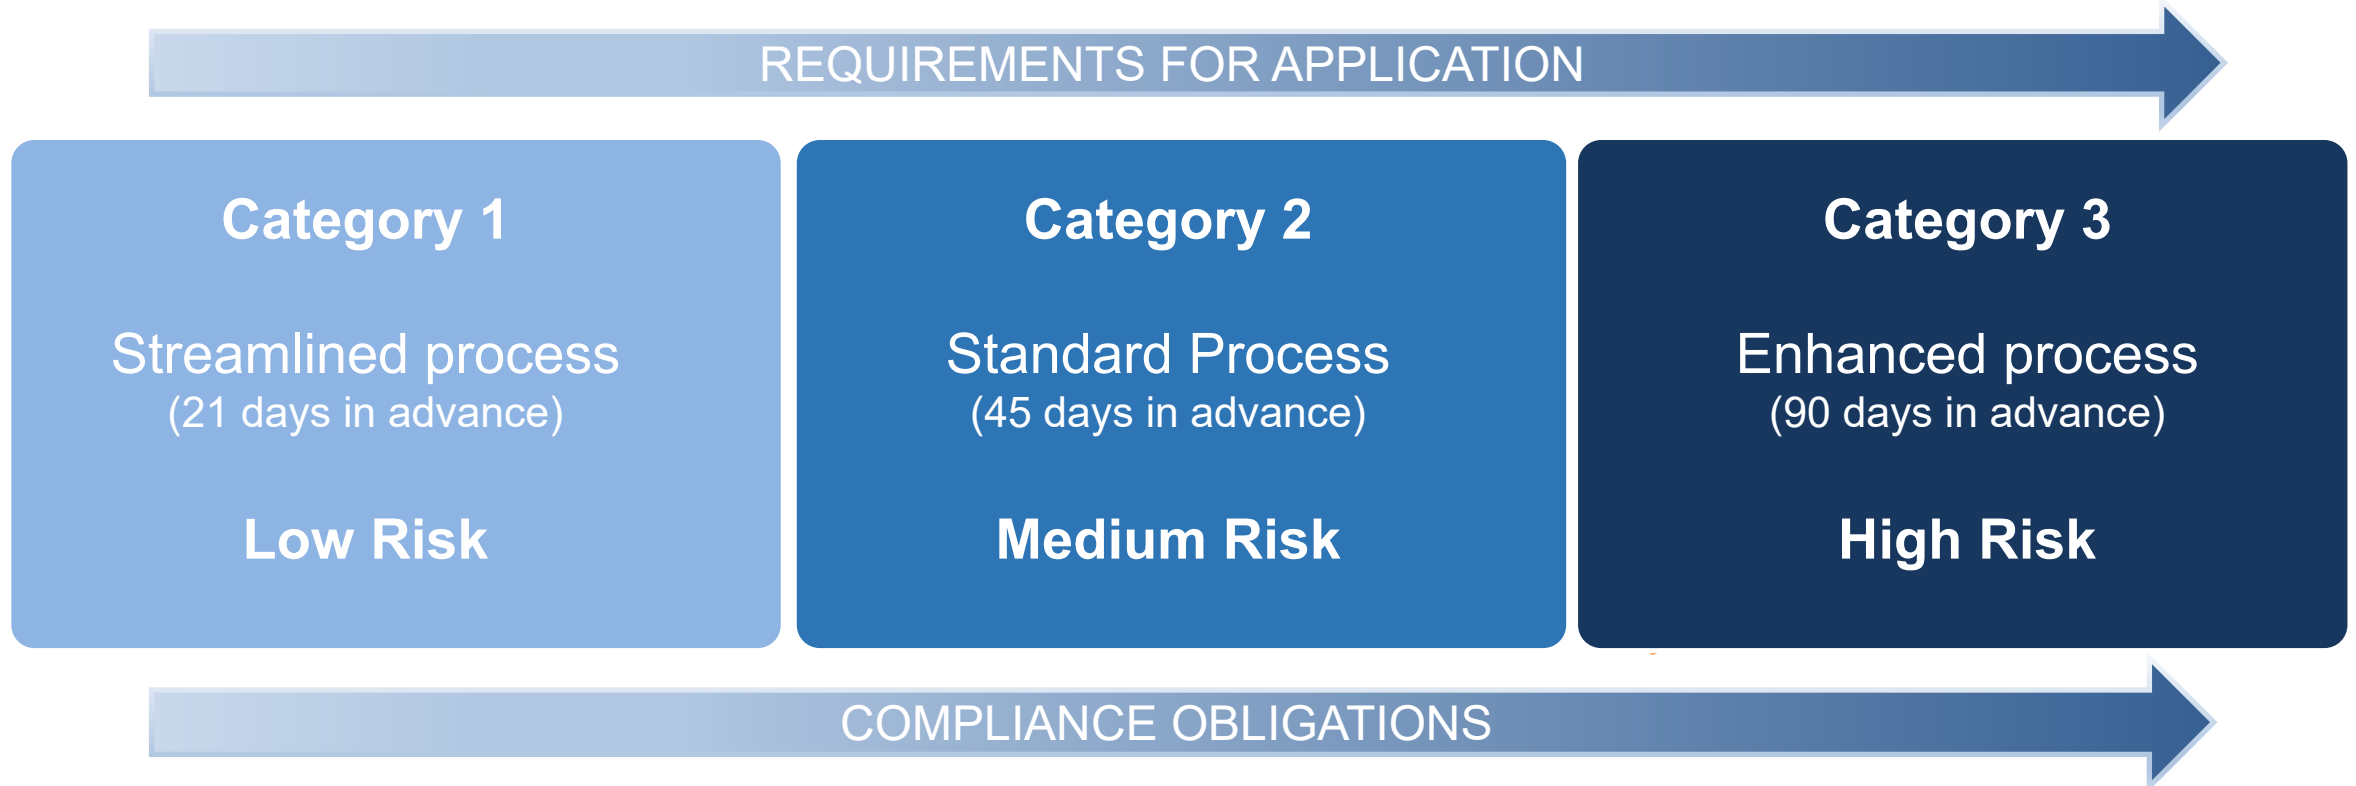 REQUIREMENTS FOR APPLICATION
Category 1
Streamlined process
(21 days in advance)
Low Risk
Category 2
Standard Process
(45 days in advance)
Medium Risk
Category 3
Enhanced process
(90 days in advance)
High Risk
COMPLIANCE OBLIGATIONS